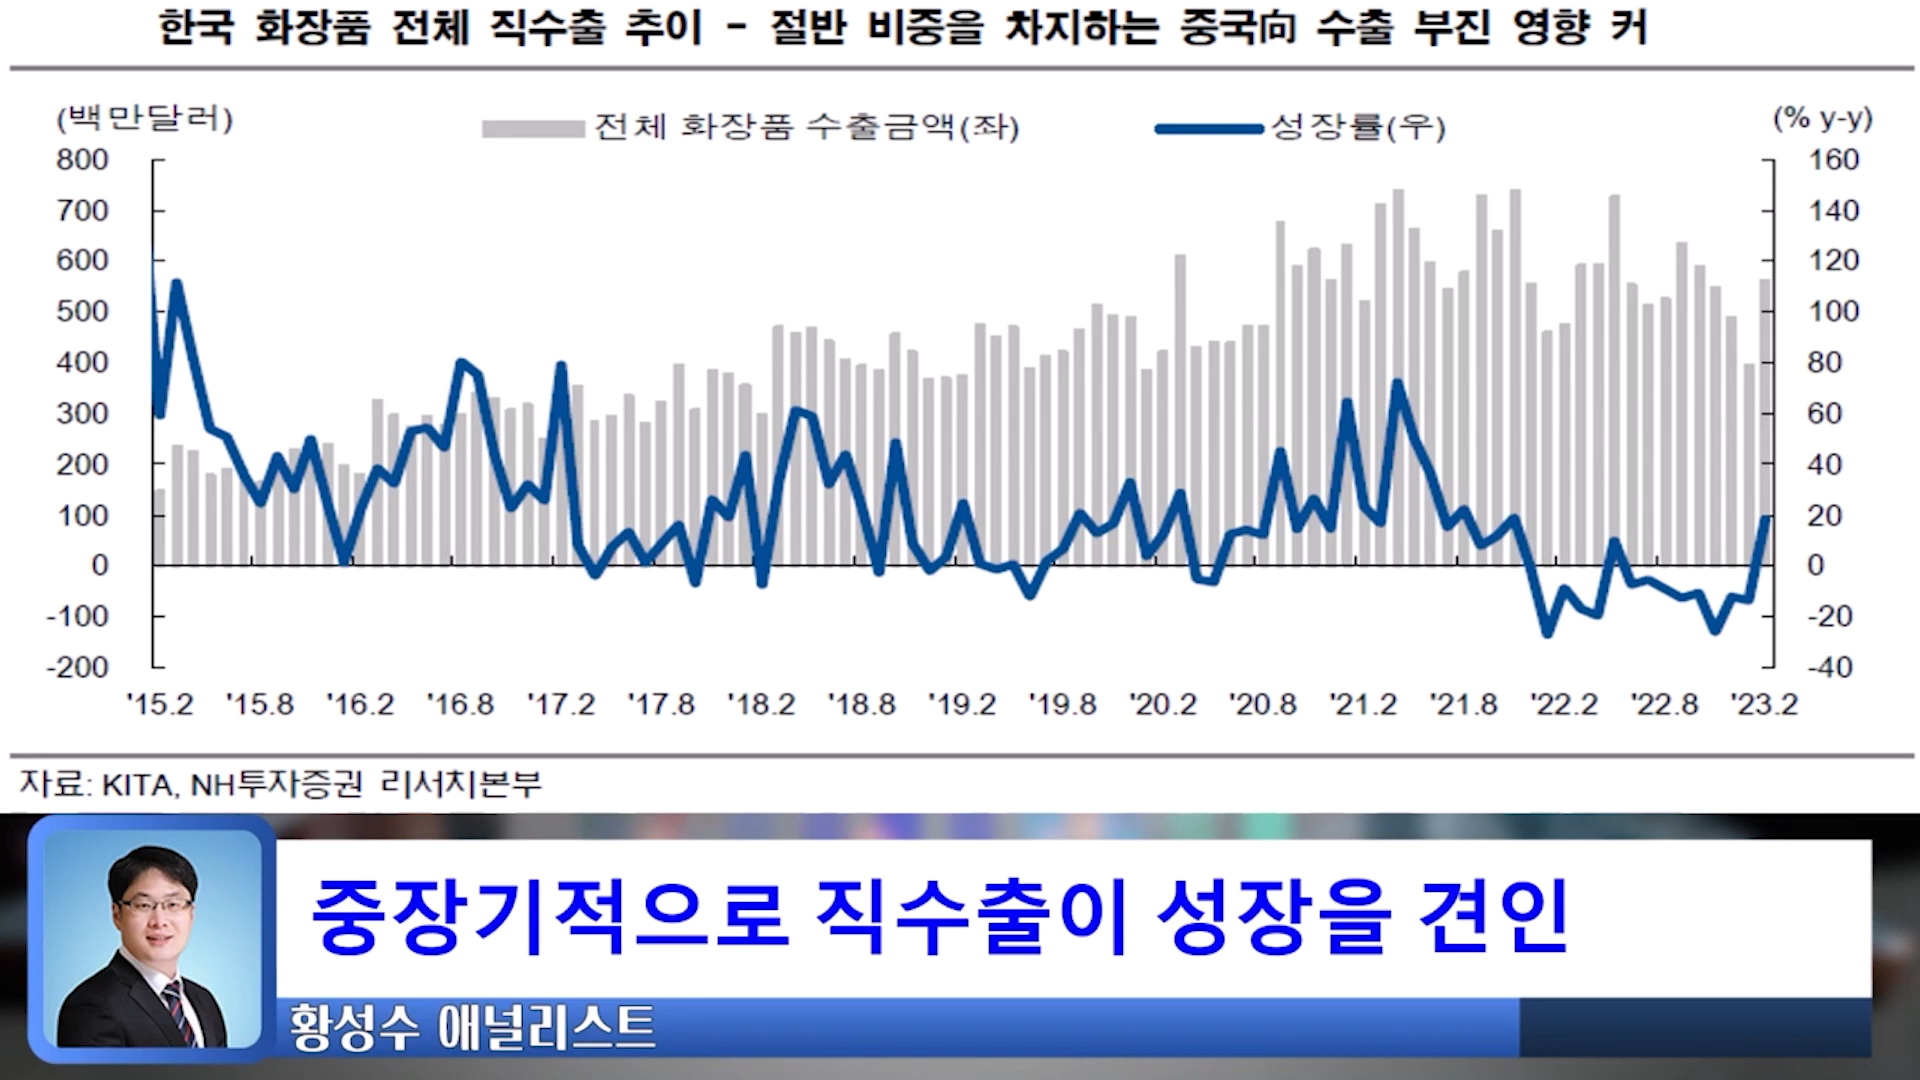 한국 화장품 전체 직수출 추이 - 절반 비중을 차지하는 중국向 수출 부진 영향 커
(백만달러) 전체 화장품 수출금액(좌) 성장률(우) (% y-y)
800 160
700 140
600 120
500 100
400 80
300 60
200 40
100 20
0 0
-100 -20
-200 -40
'15.2 '15.8 '16.2 '16.8 '17.2 '17.8 '18.2 '18.8 '19.2 '19.8 '20.2 '20.8 '21.2 '21.8 '22.2 '22.8 '23.2
자료: KITA, NH투자증권 리서치본부
중장기적으로 직수출이 성장을 견인
황성수 애널리스트